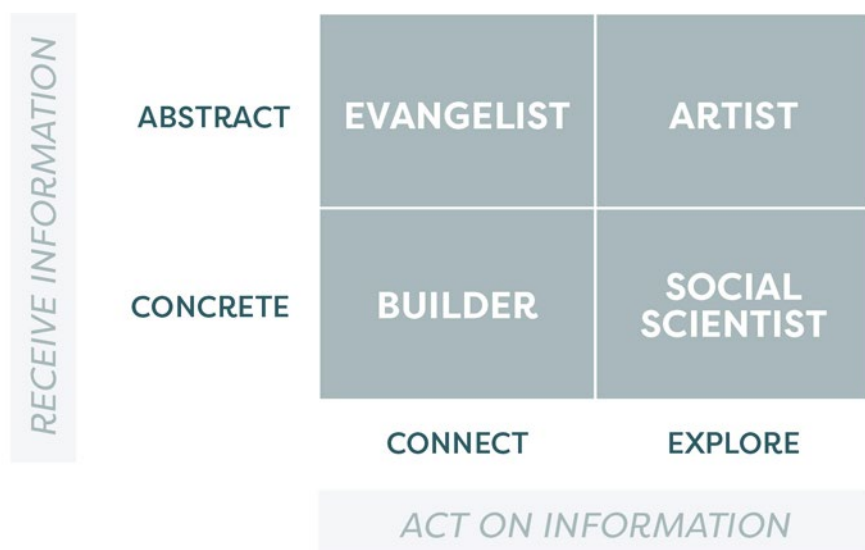 RECEIVE INFORMATION
ABSTRACT
EVANGELIST
ARTIST
CONCRETE
BUILDER
SOCIAL
SCIENTIST
CONNECT
EXPLORE
ACT ON INFORMATION